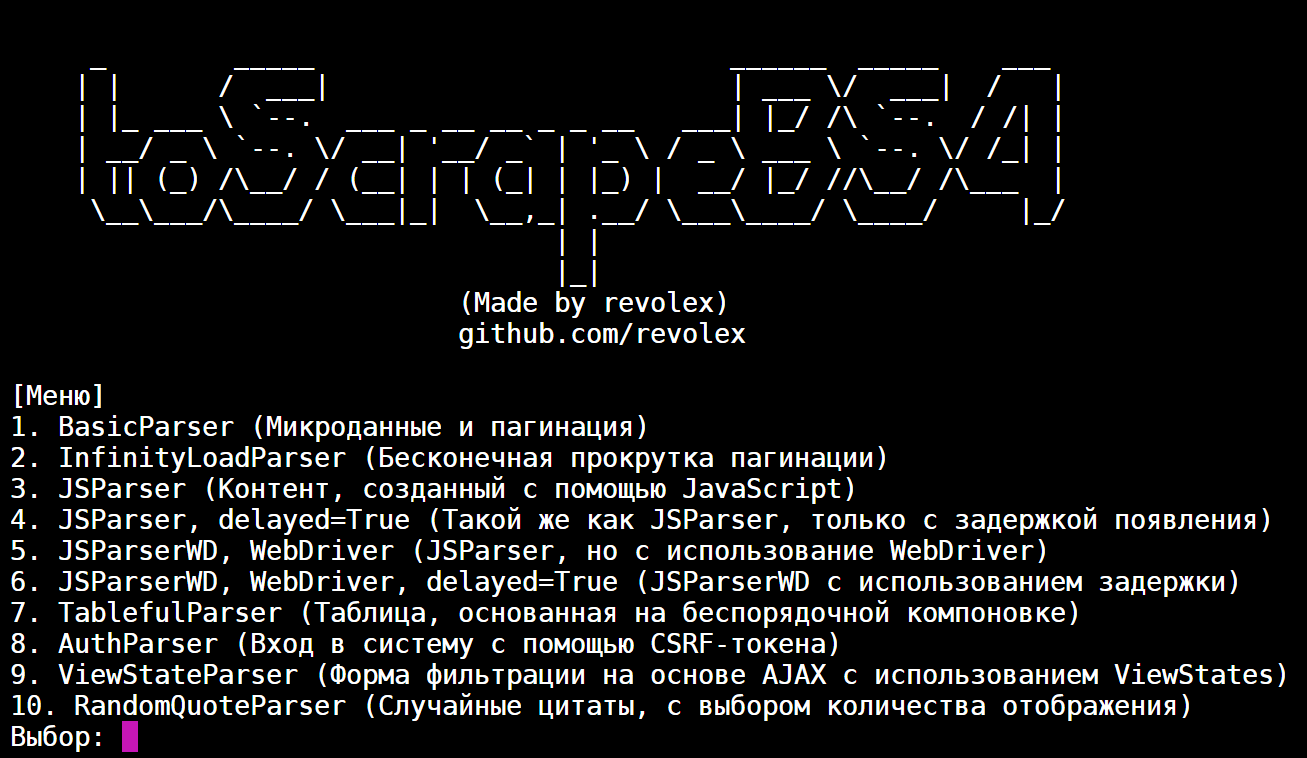 toScrapeBS4
(Made by revolex)
github.com/revolex
[Меню]
1. BasicParser (Микроданные и пагинация)
2. InfinityLoadParser (Бесконечная прокрутка пагинации)
3. JSParser (Контент, созданный с помощью JavaScript)
4. JSParser, delayed=True (Такой же как JSParser, только с задержкой появления)
5. JSParserWD, WebDriver (JSParser, но с использование WebDriver)
6. JSParserWD, WebDriver, delayed=True (JSParserWD с использованием задержки)
7. TablefulParser (Таблица, основанная на беспорядочной компоновке)
8. AuthParser (Вход в систему с помощью CSRF-токена)
9. ViewStateParser (Форма фильтрации на основе AJAX с использованием ViewStates)
10. RandomQuoteParser (Случайные цитаты, с выбором количества отображения)
Выбор: